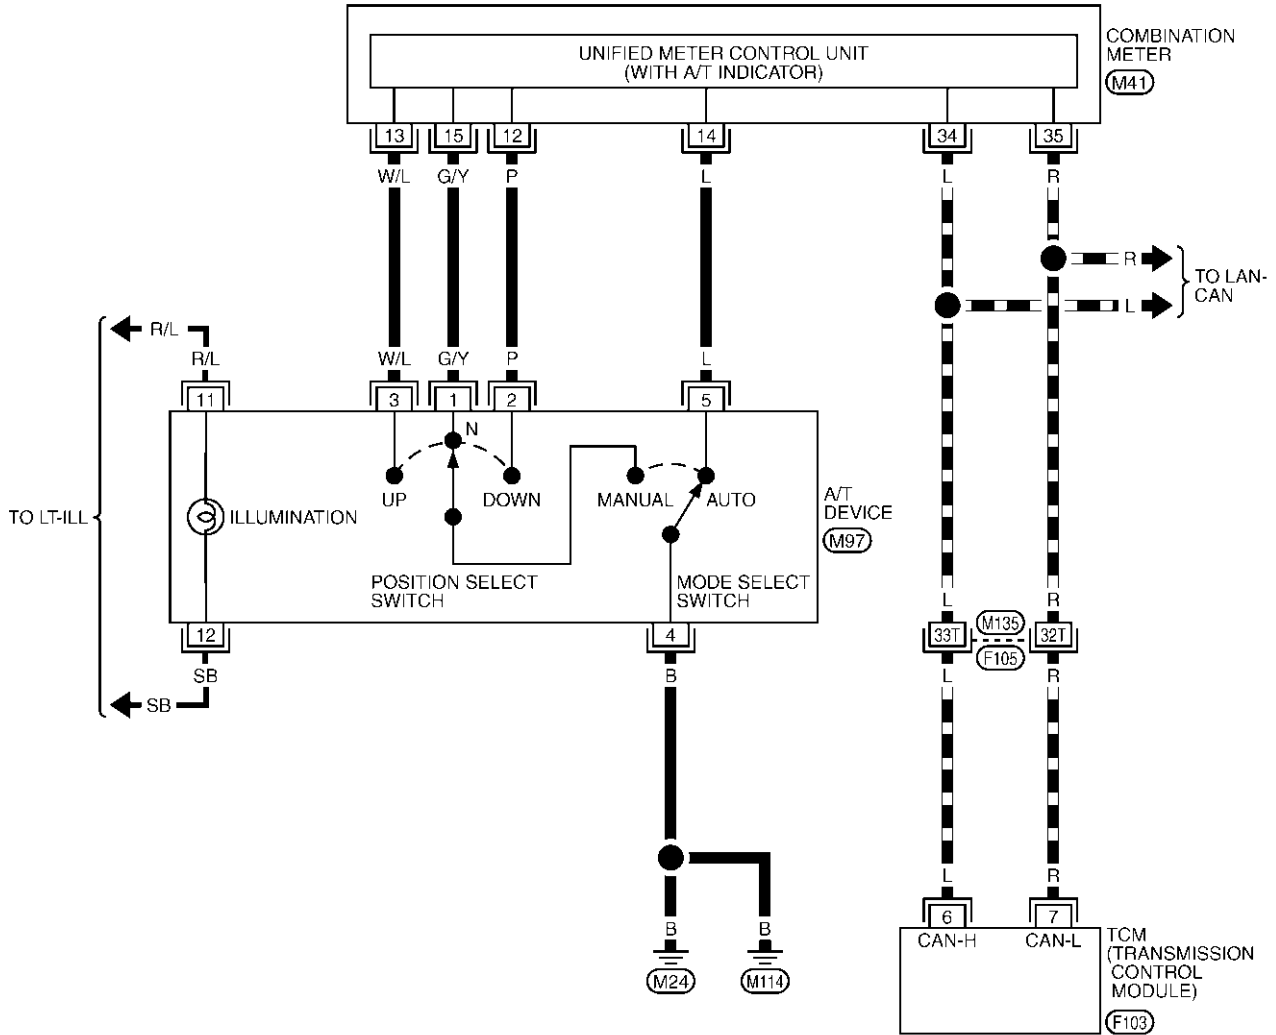 COMBINATION
METER
M41
UNIFIED METER CONTROL UNIT
(WITH A/T INDICATOR)
13 15 12 14 34 35
W/L G/Y P L L R
R
L
TO LAN-
CAN
R/L
R/L W/L G/Y P L
11 3 1 2 5
N
UP DOWN MANUAL AUTO
TO LT-ILL
ILLUMINATION
A/T
DEVICE
M97
POSITION SELECT
SWITCH
MODE SELECT
SWITCH
L R
12 4 33T M135 32T
F105
SB B L R
SB
L R
6 7
CAN-H CAN-L
B B
M24 M114
TCM
(TRANSMISSION
CONTROL
MODULE)
F103